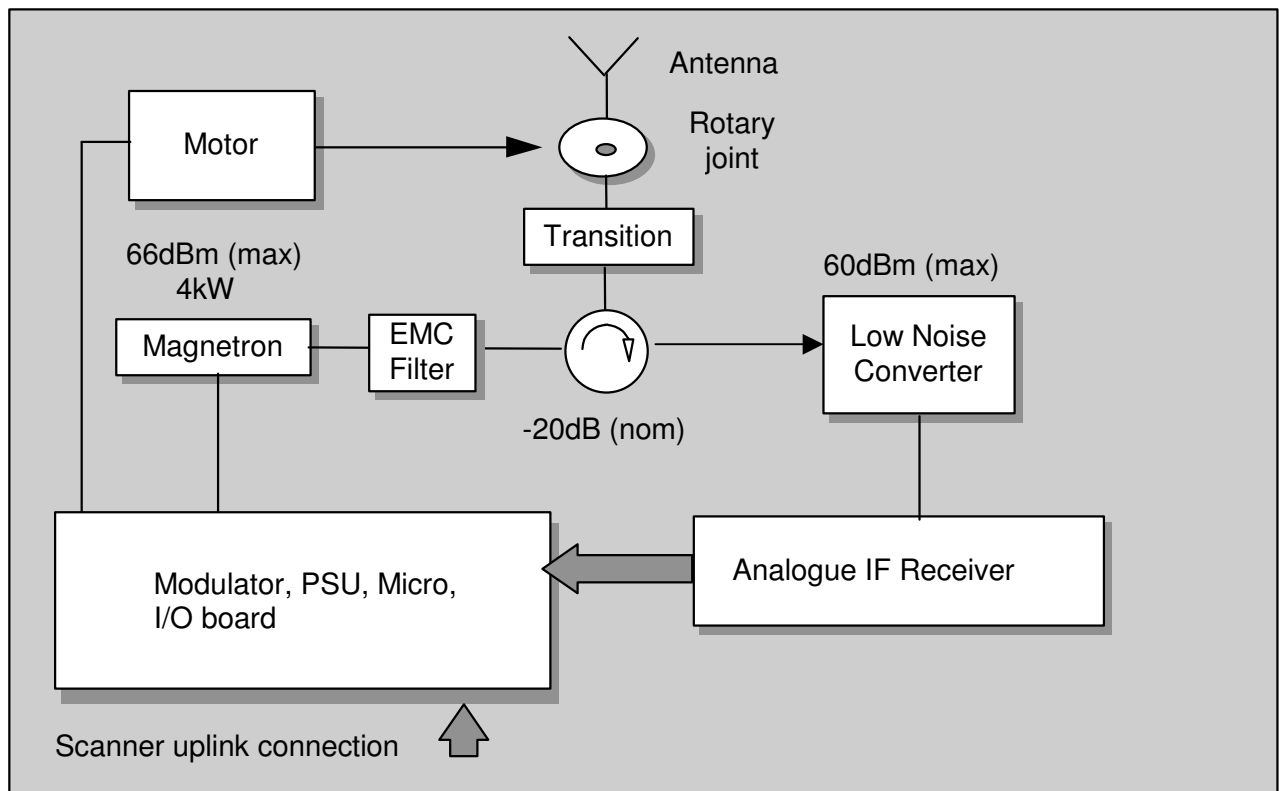 Antenna
Rotary
joint
Motor
Transition
66dBm (max)
4kW
60dBm (max)
Magnetron
EMC
Filter
Low Noise
Converter
-20dB (nom)
Modulator, PSU, Micro,
I/O board
Analogue IF Receiver
Scanner uplink connection